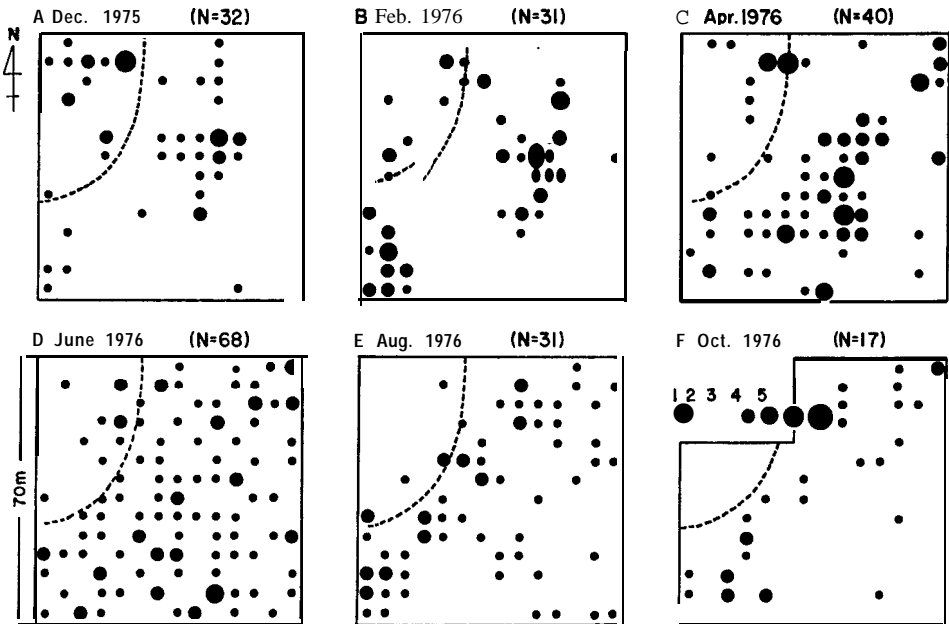 A Dec. 1975 (N=32)
B Feb. 1976 (N=31)
C Apr. 1976 (N=40)
N
D June 1976 (N=68)
E Aug. 1976 (N=31)
F Oct. 1976 (N=17)
1 2 3 4 5
70m